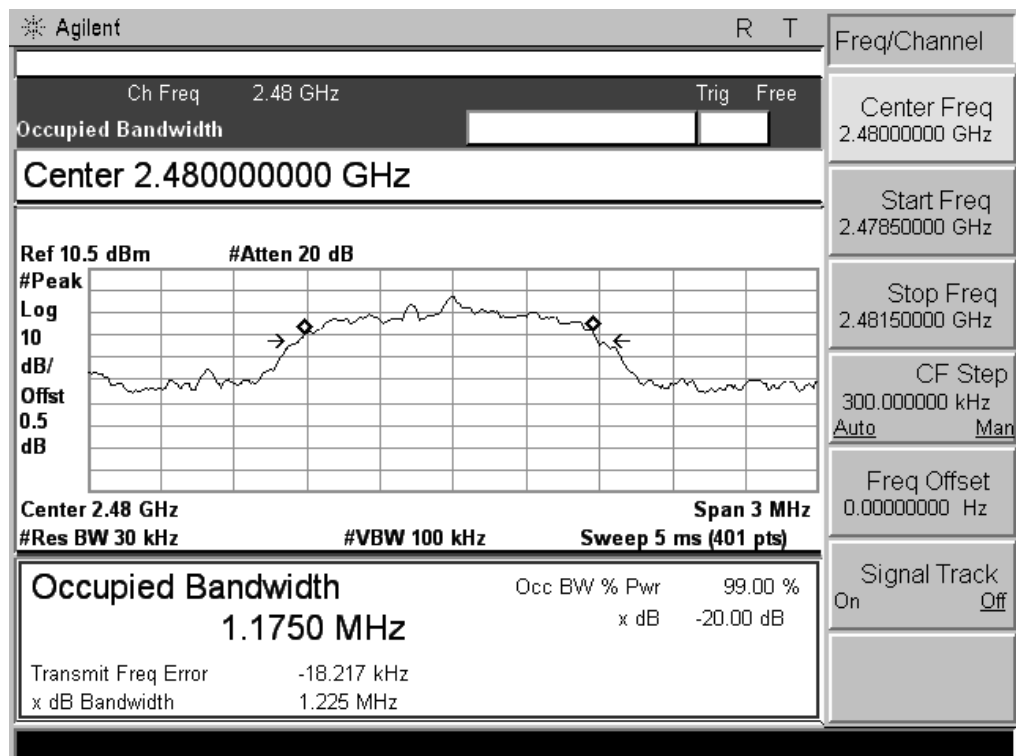 Agilent R T
Ch Freq 2.48 GHz Trig Free
Occupied Bandwidth
Center 2.480000000 GHz
Ref 10.5 dBm #Atten 20 dB
#Peak
Log
10
dB/
Offst
0.5
dB
Center 2.48 GHz Span 3 MHz
#Res BW 30 kHz #VBW 100 kHz Sweep 5 ms (401 pts)
Occupied Bandwidth
1.1750 MHz
Occ BW % Pwr 99.00 %
x dB -20.00 dB
Transmit Freq Error -18.217 kHz
x dB Bandwidth 1.225 MHz
Freq/Channel
Center Freq
2.48000000 GHz
Start Freq
2.47850000 GHz
Stop Freq
2.48150000 GHz
CF Step
300.000000 kHz
Auto Man
Freq Offset
0.00000000 Hz
Signal Track
On Off